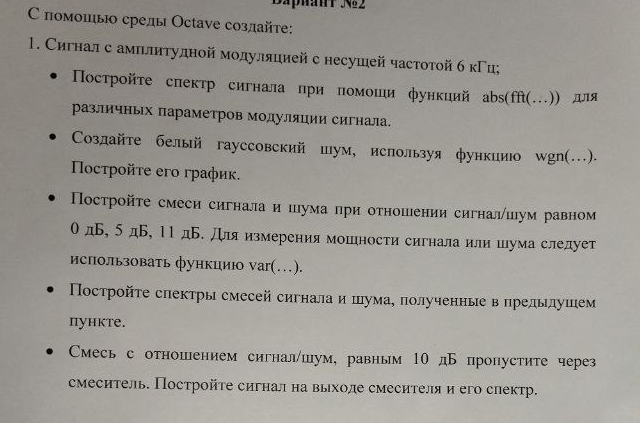 Вариант №2
С помощью среды Octave создайте:
1. Сигнал с амплитудной модуляцией с несущей частотой 6 кГц;
• Постройте спектр сигнала при помощи функций abs(fft(…)) для
различных параметров модуляции сигнала.
• Создайте белый гауссовский шум, используя функцию wgn(…).
Постройте его график.
• Постройте смеси сигнала и шума при отношении сигнал/шум равном
0 дБ, 5 дБ, 11 дБ. Для измерения мощности сигнала или шума следует
использовать функцию var(…).
• Постройте спектры смесей сигнала и шума, полученные в предыдущем
пункте.
• Смесь с отношением сигнал/шум, равным 10 дБ пропустите через
смеситель. Постройте сигнал на выходе смесителя и его спектр.